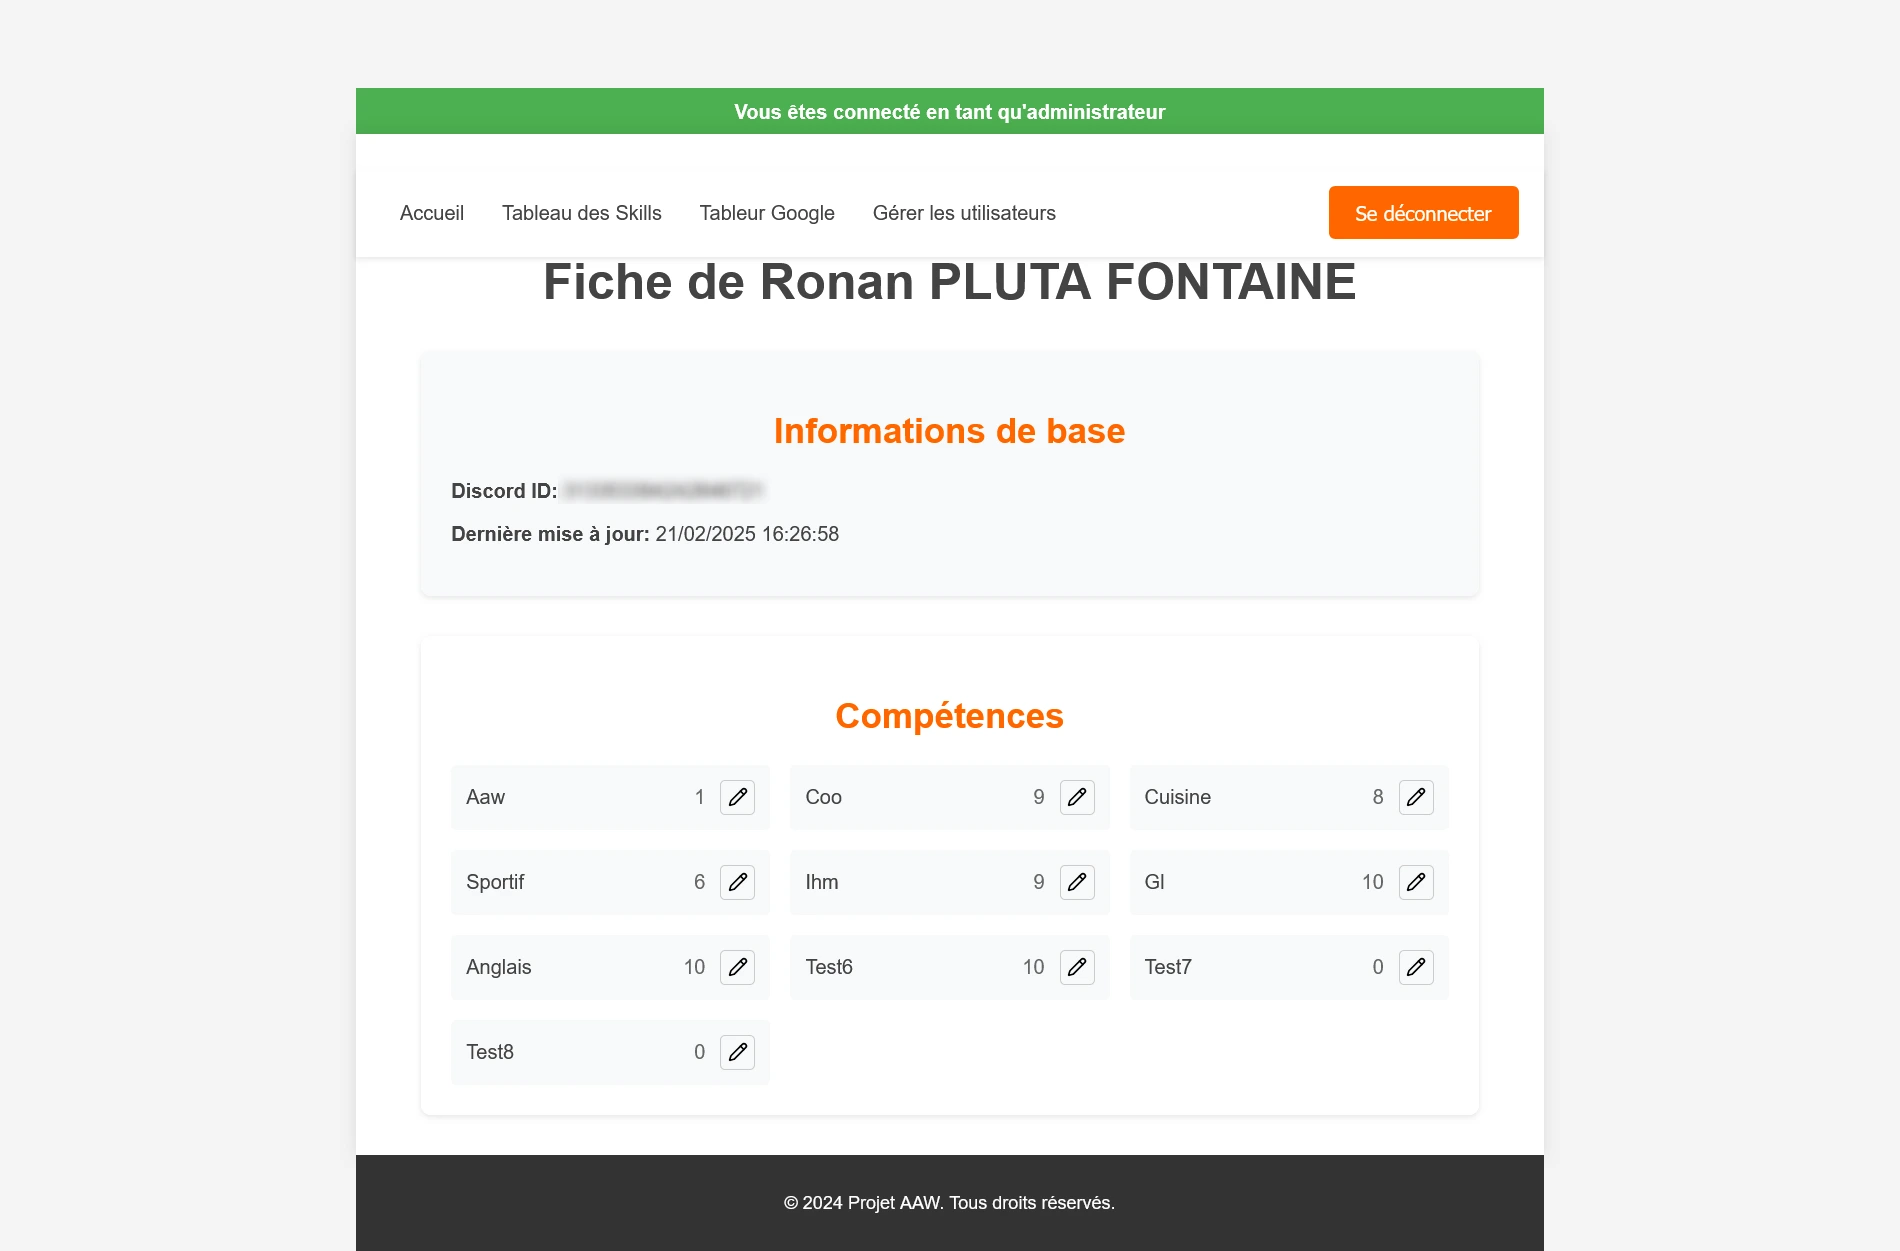 Vous êtes connecté en tant qu'administrateur
Accueil Tableau des Skills Tableur Google Gérer les utilisateurs Se déconnecter
Fiche de Ronan PLUTA FONTAINE
Informations de base
Discord ID:
Dernière mise à jour: 21/02/2025 16:26:58
Compétences
Aaw 1 Coo 9 Cuisine 8
Sportif 6 Ihm 9 Gl 10
Anglais 10 Test6 10 Test7 0
Test8 0
© 2024 Projet AAW. Tous droits réservés.